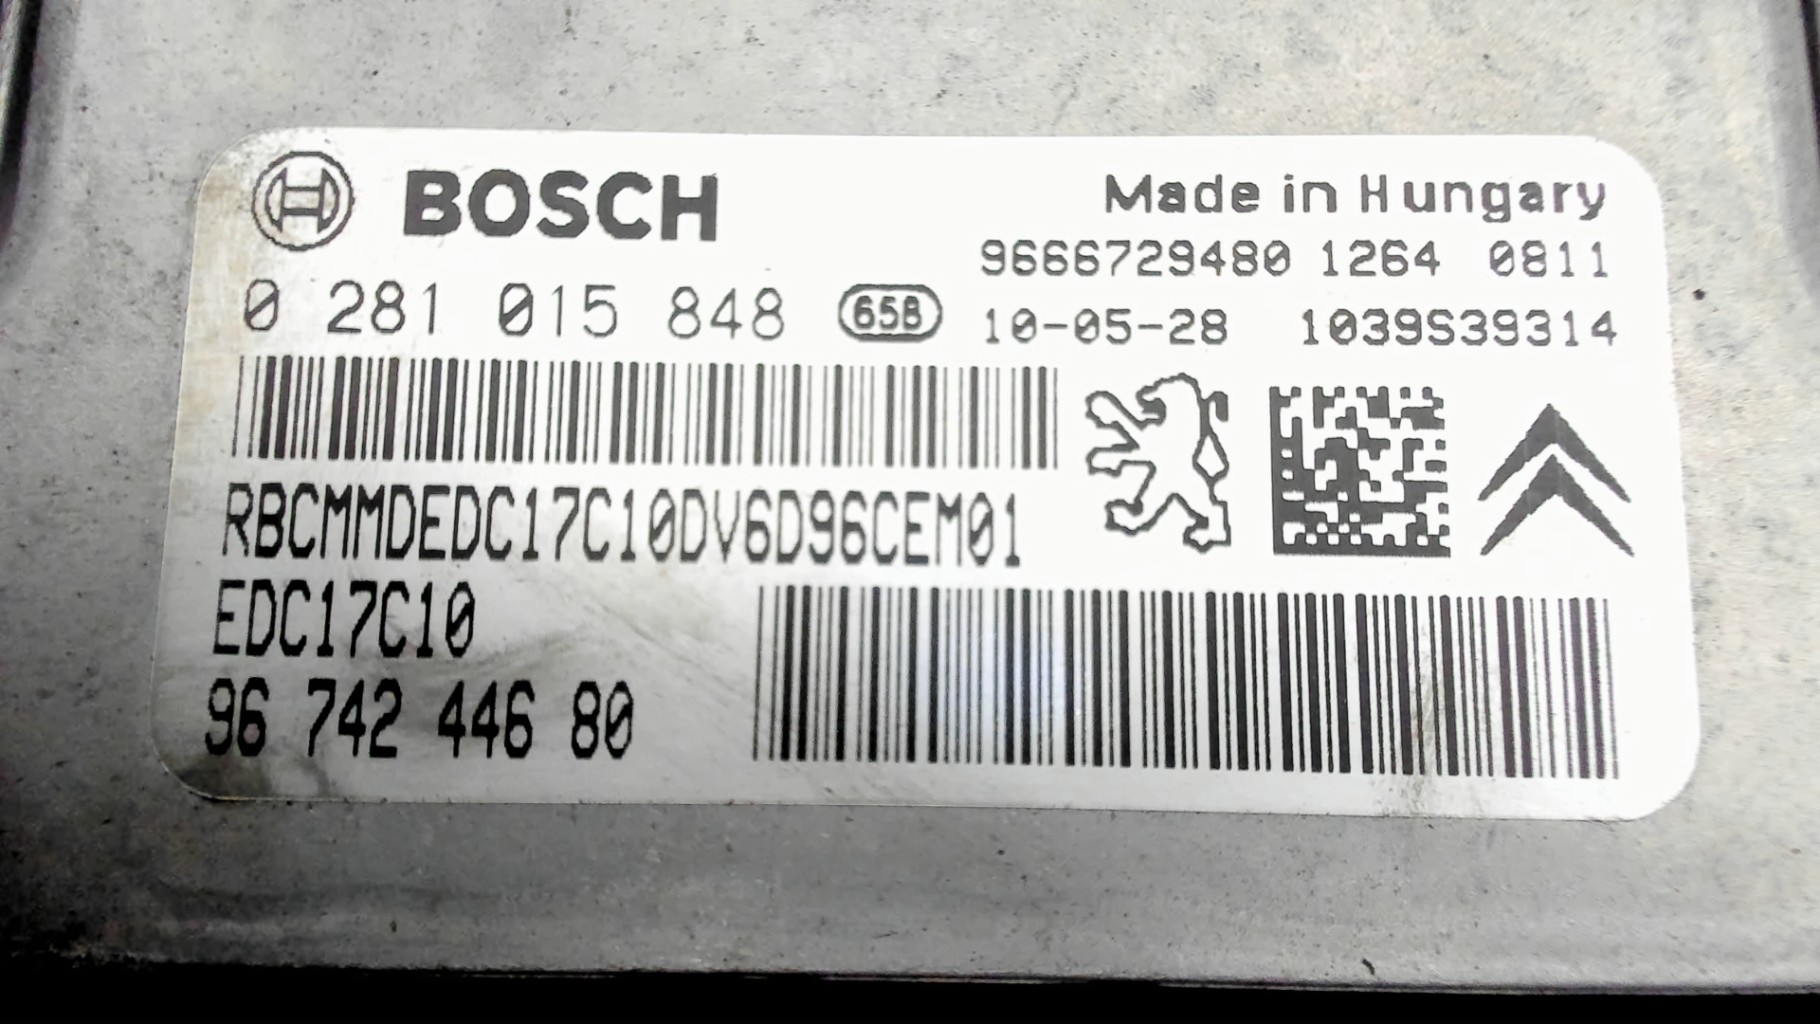 BOSCH
Made in Hungary
9666729480 1264 0811
0 281 015 848 65B
10-05-28 1039S39314
RBCMMDEDC17C10DV6D96CEM01
EDC17C10
96 742 446 80